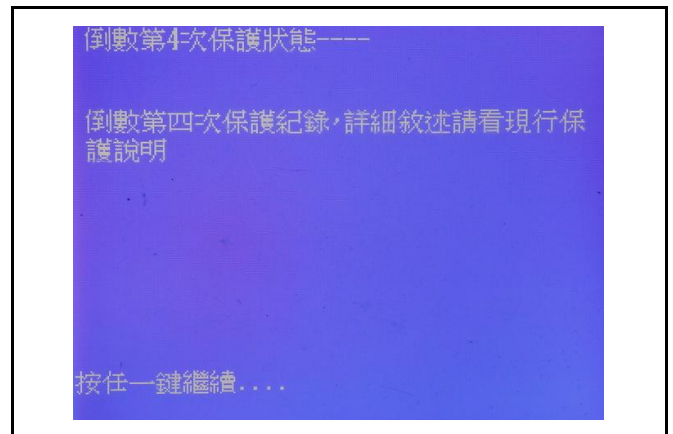 倒數第4次保護狀態----
倒數第四次保護紀錄,詳細敘述請看現行保
護說明
按任一鍵繼續....